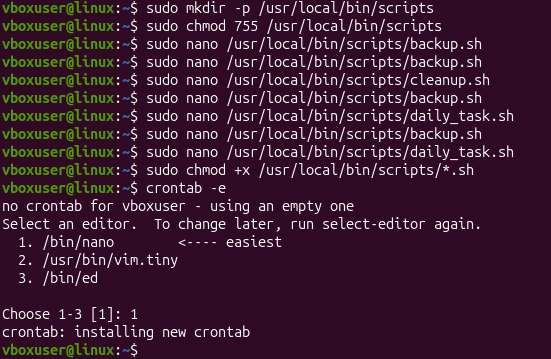 vboxuser@linux:~$ sudo mkdir -p /usr/local/bin/scripts
vboxuser@linux:~$ sudo chmod 755 /usr/local/bin/scripts
vboxuser@linux:~$ sudo nano /usr/local/bin/scripts/backup.sh
vboxuser@linux:~$ sudo nano /usr/local/bin/scripts/backup.sh
vboxuser@linux:~$ sudo nano /usr/local/bin/scripts/cleanup.sh
vboxuser@linux:~$ sudo nano /usr/local/bin/scripts/backup.sh
vboxuser@linux:~$ sudo nano /usr/local/bin/scripts/daily_task.sh
vboxuser@linux:~$ sudo nano /usr/local/bin/scripts/backup.sh
vboxuser@linux:~$ sudo nano /usr/local/bin/scripts/daily_task.sh
vboxuser@linux:~$ sudo chmod +x /usr/local/bin/scripts/*.sh
vboxuser@linux:~$ crontab -e
no crontab for vboxuser - using an empty one
Select an editor.  To change later, run select-editor again.
  1. /bin/nano        <---- easiest
  2. /usr/bin/vim.tiny
  3. /bin/ed

Choose 1-3 [1]: 1
crontab: installing new crontab
vboxuser@linux:~$